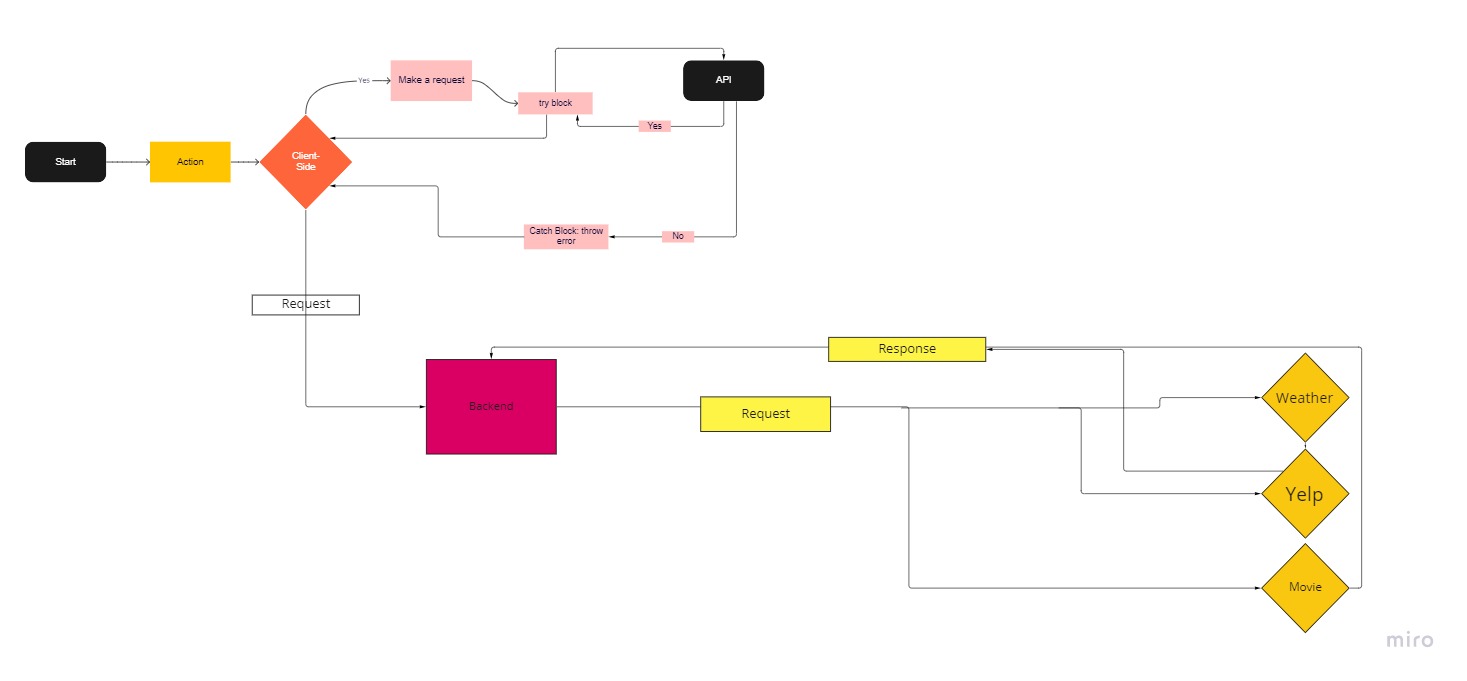 Yes
Make a request
try block
API
Yes
Start
Action
Client-
Side
Catch Block: throw
error
No
Request
Response
Backend
Request
Weather
Yelp
Movie
miro